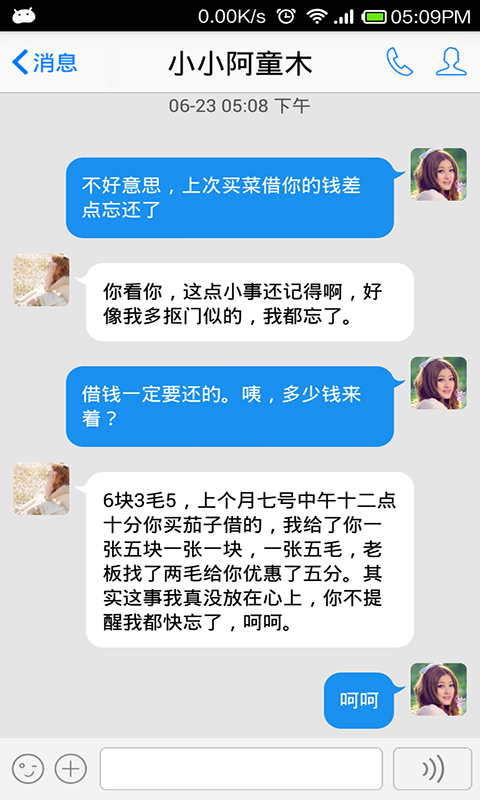 0.00K/s 05:09PM
消息 小小阿童木
06-23 05:08 下午
不好意思，上次买菜借你的钱差
点忘还了
你看你，这点小事还记得啊，好
像我多抠门似的，我都忘了。
借钱一定要还的。咦，多少钱来
着？
6块3毛5，上个月七号中午十二点
十分你买茄子借的，我给了你一
张五块一张一块，一张五毛，老
板找了两毛给你优惠了五分。其
实这事我真没放在心上，你不提
醒我都快忘了，呵呵。
呵呵